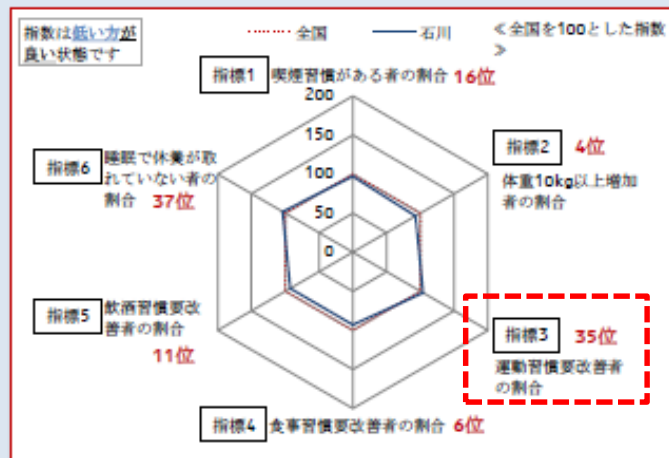 指数は低い方が
良い状態です
全国
石川
≪全国を100とした指数
≫
指標1 喫煙習慣がある者の割合 16位
200
150
100
50
0
指標2 4位
体重10kg以上増加
者の割合
指標3 35位
運動習慣要改善者
の割合
指標4 食事習慣要改善者の割合 6位
指標5 飲酒習慣要改
善者の割合
11位
指標6 睡眠で休養が取
れていない者の
割合 37位